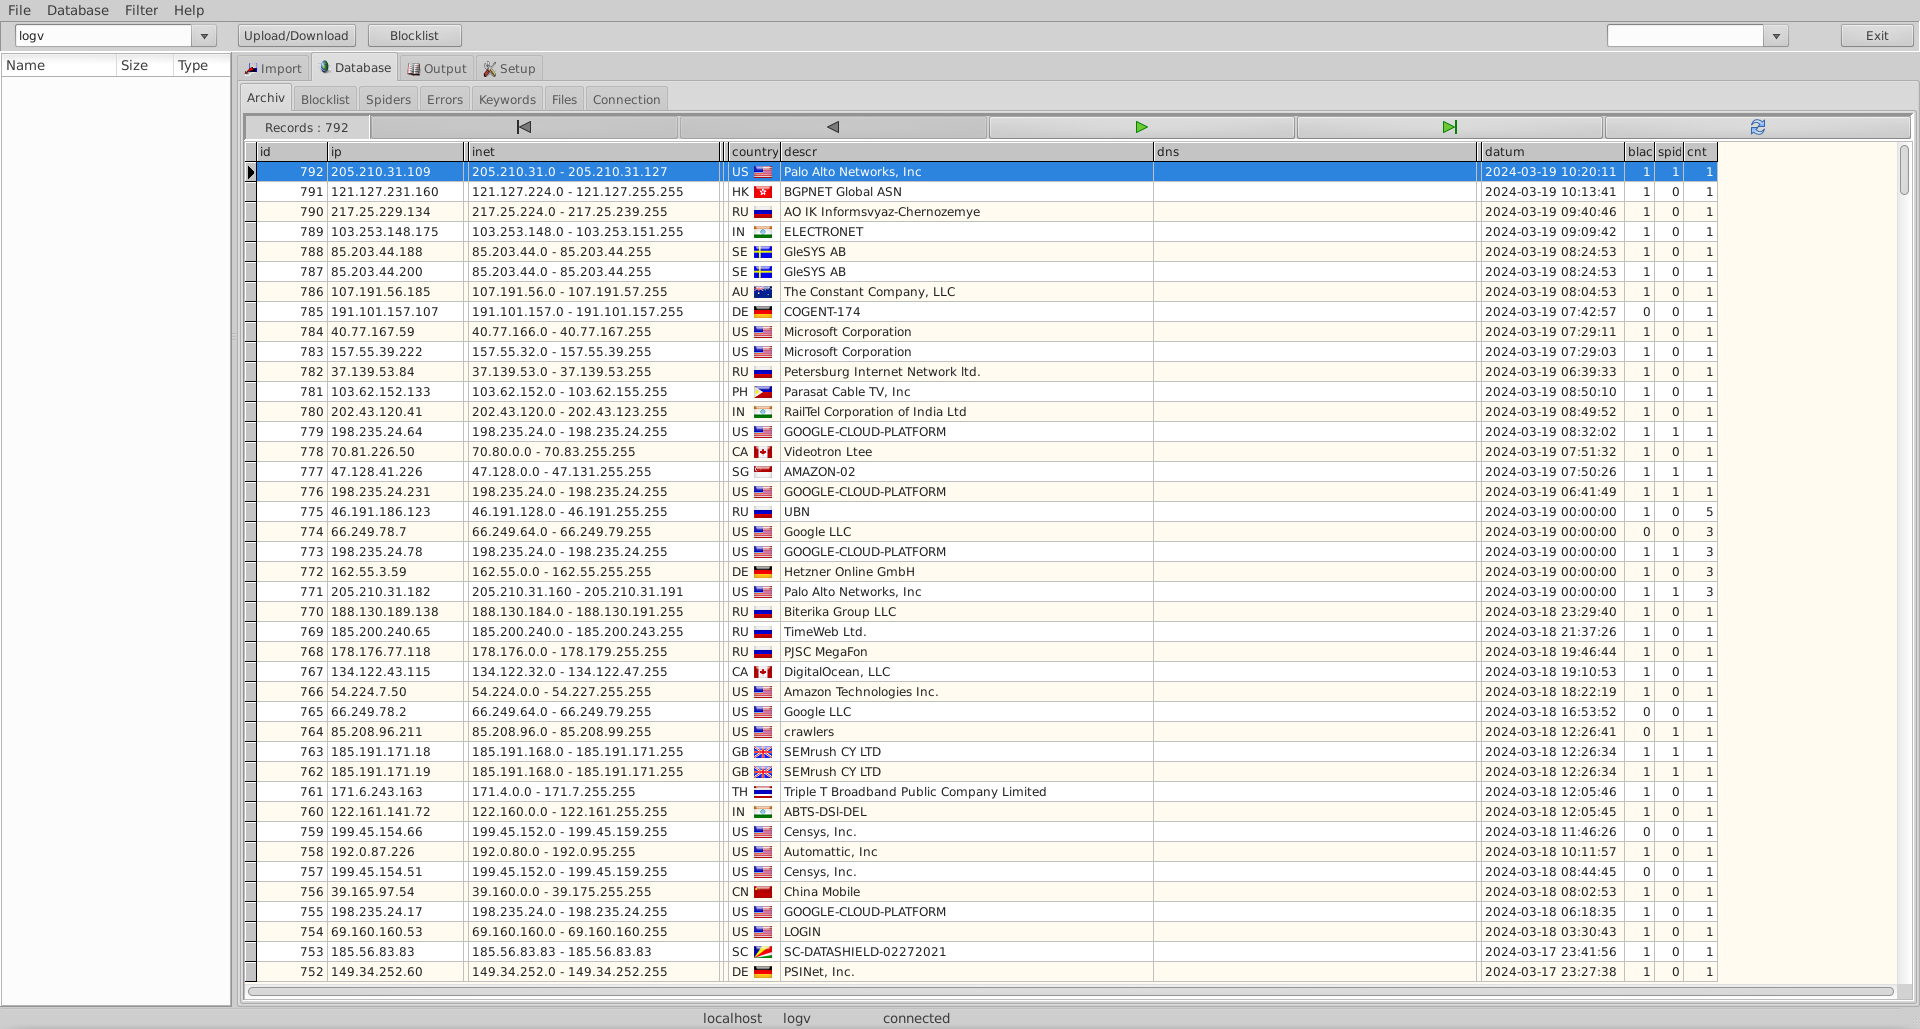 File Database Filter Help
logv Upload/Download Blocklist Exit
Name Size Type
Import Database Output Setup
Archiv Blocklist Spiders Errors Keywords Files Connection
Records : 792
id ip inet country descr dns datum blac spid cnt
792 205.210.31.109 205.210.31.0 - 205.210.31.127 US Palo Alto Networks, Inc 2024-03-19 10:20:11 1 1 1
791 121.127.231.160 121.127.224.0 - 121.127.255.255 HK BGPNET Global ASN 2024-03-19 10:13:41 1 0 1
790 217.25.229.134 217.25.224.0 - 217.25.239.255 RU AO IK Informsvyaz-Chernozemye 2024-03-19 09:40:46 1 0 1
789 103.253.148.175 103.253.148.0 - 103.253.151.255 IN ELECTRONET 2024-03-19 09:09:42 1 0 1
788 85.203.44.188 85.203.44.0 - 85.203.44.255 SE GleSYS AB 2024-03-19 08:24:53 1 0 1
787 85.203.44.200 85.203.44.0 - 85.203.44.255 SE GleSYS AB 2024-03-19 08:24:53 1 0 1
786 107.191.56.185 107.191.56.0 - 107.191.57.255 AU The Constant Company, LLC 2024-03-19 08:04:53 1 0 1
785 191.101.157.107 191.101.157.0 - 191.101.157.255 DE COGENT-174 2024-03-19 07:42:57 0 0 1
784 40.77.167.59 40.77.166.0 - 40.77.167.255 US Microsoft Corporation 2024-03-19 07:29:11 1 0 1
783 157.55.39.222 157.55.32.0 - 157.55.39.255 US Microsoft Corporation 2024-03-19 07:29:03 1 0 1
782 37.139.53.84 37.139.53.0 - 37.139.53.255 RU Petersburg Internet Network ltd. 2024-03-19 06:39:33 1 0 1
781 103.62.152.133 103.62.152.0 - 103.62.155.255 PH Parasat Cable TV, Inc 2024-03-19 08:50:10 1 0 1
780 202.43.120.41 202.43.120.0 - 202.43.123.255 IN RailTel Corporation of India Ltd 2024-03-19 08:49:52 1 0 1
779 198.235.24.64 198.235.24.0 - 198.235.24.255 US GOOGLE-CLOUD-PLATFORM 2024-03-19 08:32:02 1 1 1
778 70.81.226.50 70.80.0.0 - 70.83.255.255 CA Videotron Ltee 2024-03-19 07:51:32 1 0 1
777 47.128.41.226 47.128.0.0 - 47.131.255.255 SG AMAZON-02 2024-03-19 07:50:26 1 1 1
776 198.235.24.231 198.235.24.0 - 198.235.24.255 US GOOGLE-CLOUD-PLATFORM 2024-03-19 06:41:49 1 1 1
775 46.191.186.123 46.191.128.0 - 46.191.255.255 RU UBN 2024-03-19 00:00:00 1 0 5
774 66.249.78.7 66.249.64.0 - 66.249.79.255 US Google LLC 2024-03-19 00:00:00 0 0 3
773 198.235.24.78 198.235.24.0 - 198.235.24.255 US GOOGLE-CLOUD-PLATFORM 2024-03-19 00:00:00 1 1 3
772 162.55.3.59 162.55.0.0 - 162.55.255.255 DE Hetzner Online GmbH 2024-03-19 00:00:00 1 0 3
771 205.210.31.182 205.210.31.160 - 205.210.31.191 US Palo Alto Networks, Inc 2024-03-19 00:00:00 1 1 3
770 188.130.189.138 188.130.184.0 - 188.130.191.255 RU Biterika Group LLC 2024-03-18 23:29:40 1 0 1
769 185.200.240.65 185.200.240.0 - 185.200.243.255 RU TimeWeb Ltd. 2024-03-18 21:37:26 1 0 1
768 178.176.77.118 178.176.0.0 - 178.179.255.255 RU PJSC MegaFon 2024-03-18 19:46:44 1 0 1
767 134.122.43.115 134.122.32.0 - 134.122.47.255 CA DigitalOcean, LLC 2024-03-18 19:10:53 1 0 1
766 54.224.7.50 54.224.0.0 - 54.227.255.255 US Amazon Technologies Inc. 2024-03-18 18:22:19 1 0 1
765 66.249.78.2 66.249.64.0 - 66.249.79.255 US Google LLC 2024-03-18 16:53:52 0 0 1
764 85.208.96.211 85.208.96.0 - 85.208.99.255 US crawlers 2024-03-18 12:26:41 0 1 1
763 185.191.171.18 185.191.168.0 - 185.191.171.255 GB SEMrush CY LTD 2024-03-18 12:26:34 1 1 1
762 185.191.171.19 185.191.168.0 - 185.191.171.255 GB SEMrush CY LTD 2024-03-18 12:26:34 1 1 1
761 171.6.243.163 171.4.0.0 - 171.7.255.255 TH Triple T Broadband Public Company Limited 2024-03-18 12:05:46 1 0 1
760 122.161.141.72 122.160.0.0 - 122.161.255.255 IN ABTS-DSl-DEL 2024-03-18 12:05:45 1 0 1
759 199.45.154.66 199.45.152.0 - 199.45.159.255 US Censys, Inc. 2024-03-18 11:46:26 0 0 1
758 192.0.87.226 192.0.80.0 - 192.0.95.255 US Automattic, Inc 2024-03-18 10:11:57 1 0 1
757 199.45.154.51 199.45.152.0 - 199.45.159.255 US Censys, Inc. 2024-03-18 08:44:45 0 0 1
756 39.165.97.54 39.160.0.0 - 39.175.255.255 CN China Mobile 2024-03-18 08:02:53 1 0 1
755 198.235.24.17 198.235.24.0 - 198.235.24.255 US GOOGLE-CLOUD-PLATFORM 2024-03-18 06:18:35 1 0 1
754 69.160.160.53 69.160.160.0 - 69.160.160.255 US LOGIN 2024-03-18 03:30:43 1 0 1
753 185.56.83.83 185.56.83.83 - 185.56.83.83 SC SC-DATASHIELD-02272021 2024-03-17 23:41:56 1 0 1
752 149.34.252.60 149.34.252.0 - 149.34.252.255 DE PSINet, Inc. 2024-03-17 23:27:38 1 0 1
localhost logv connected